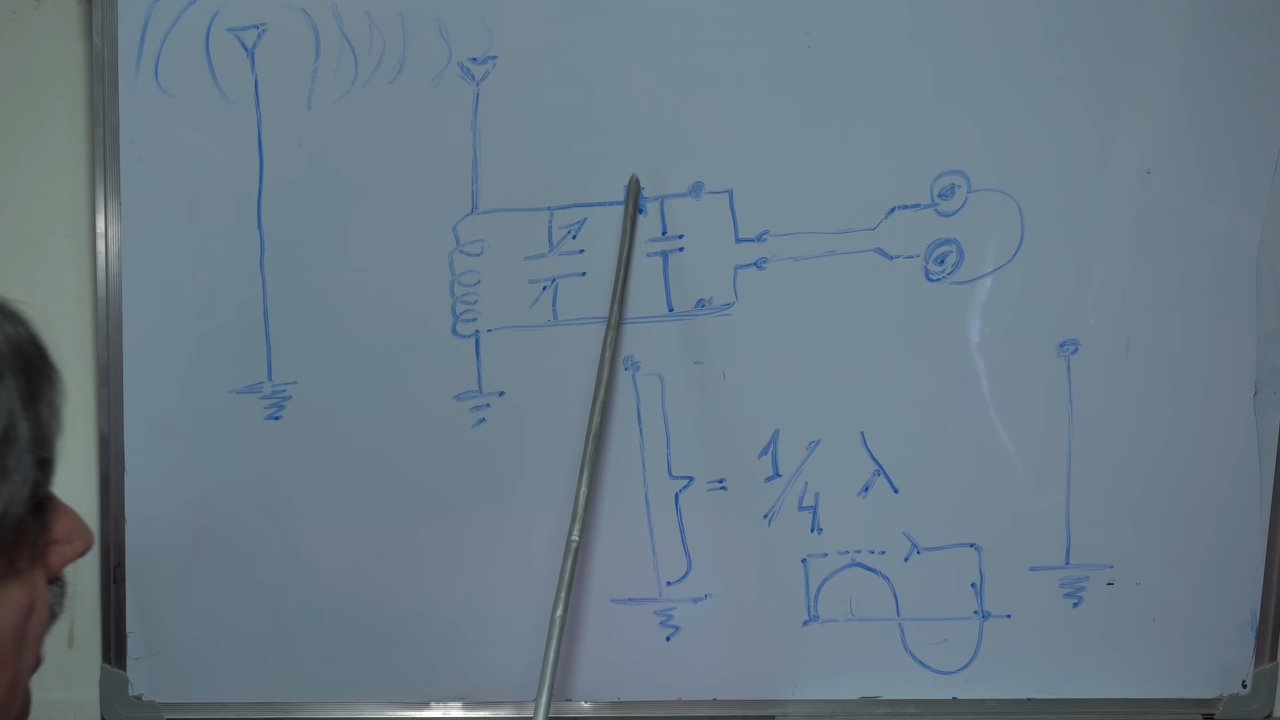 = 1/4 λ
λ